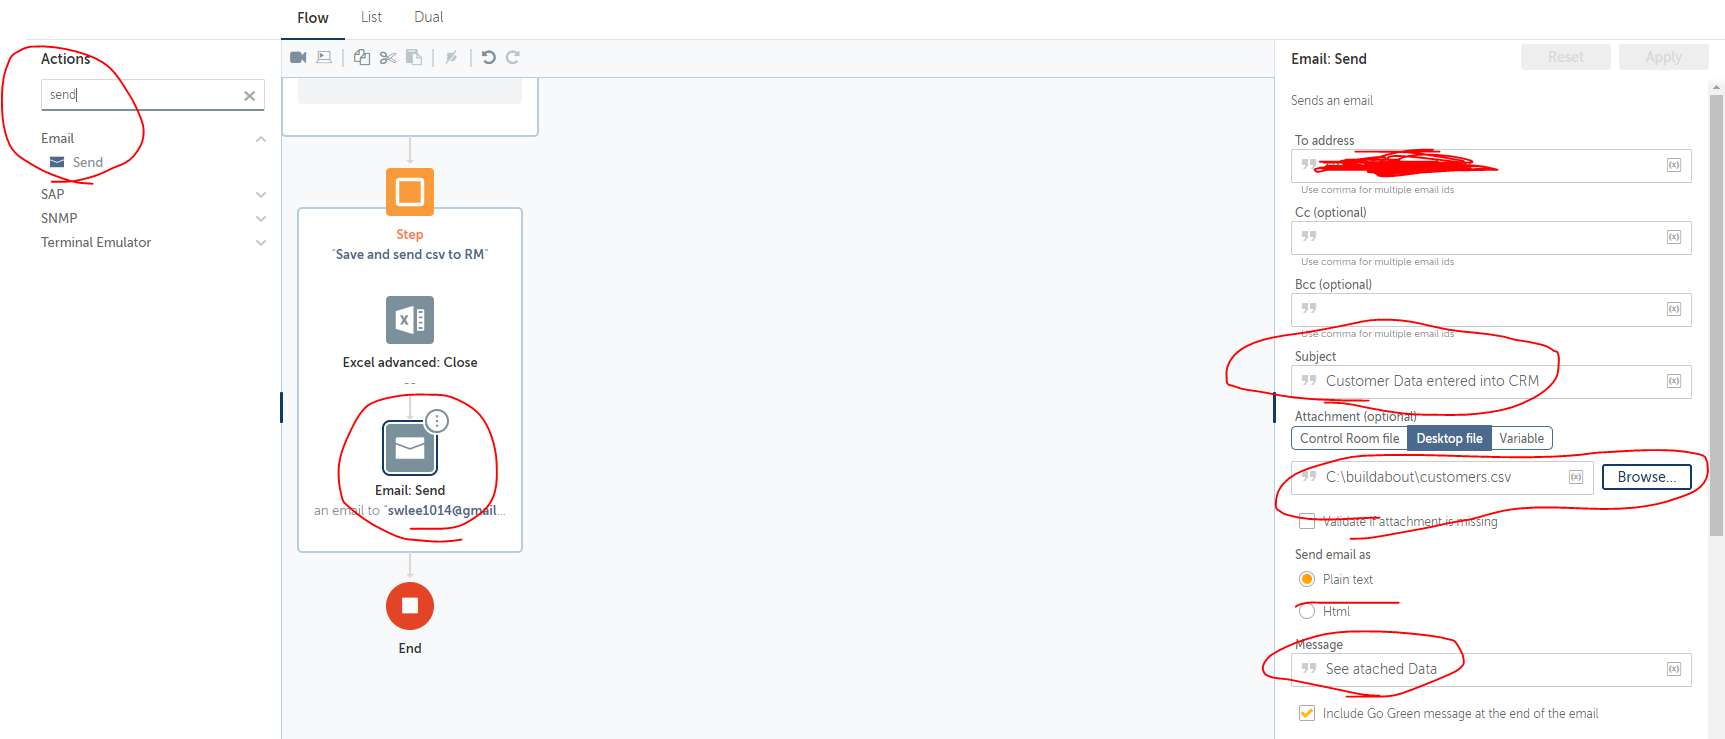 Flow List Dual
Actions
send
Email
Send
SAP
SNMP
Terminal Emulator
Step
"Save and send csv to RM"
Excel advanced: Close
--
Email: Send
an email to "swlee1014@gmail...
End
Email: Send
Reset
Apply
Sends an email
To address
Use comma for multiple email ids
Cc (optional)
Use comma for multiple email ids
Bcc (optional)
Use comma for multiple email ids
Subject
Customer Data entered into CRM
Attachment (optional)
Control Room file Desktop file Variable
C:\buildabout\customers.csv
Browse...
Validate if attachment is missing
Send email as
Plain text
Html
Message
See atached Data
Include Go Green message at the end of the email